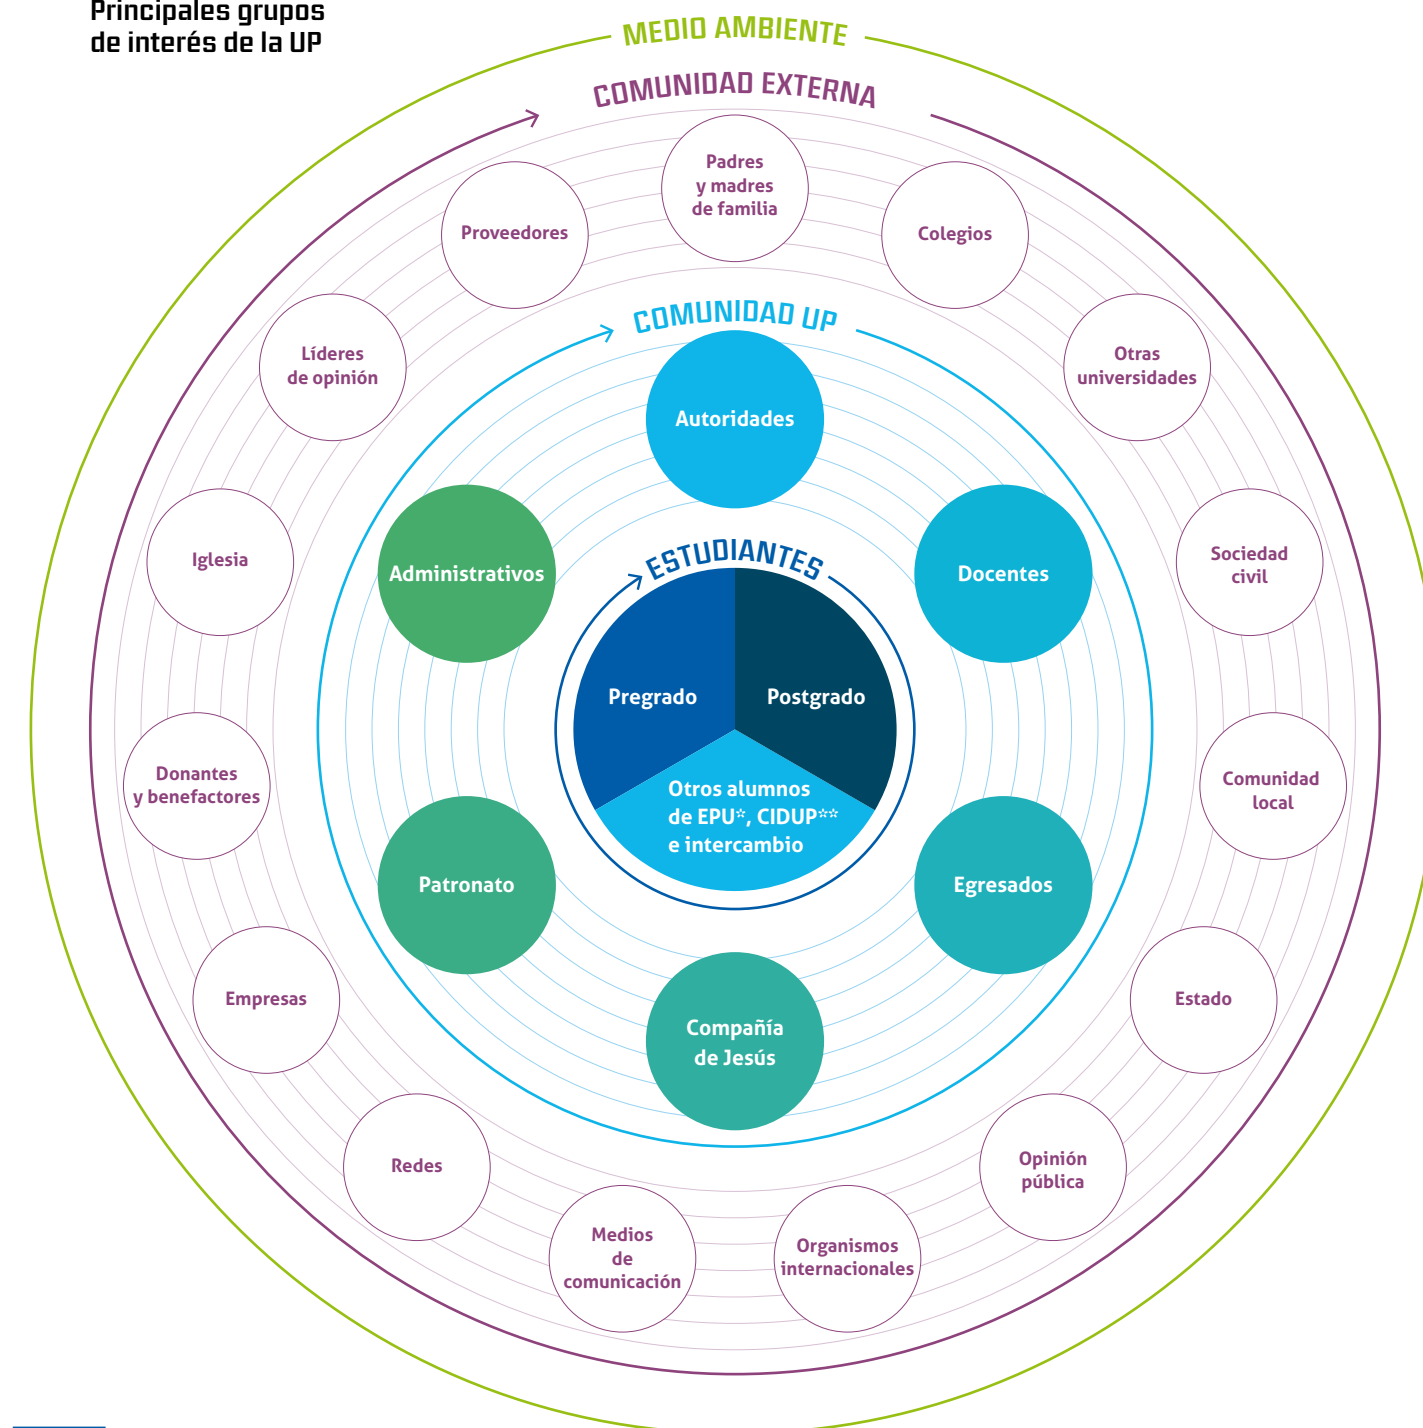 Principales grupos
de interés de la UP
MEDIO AMBIENTE
COMUNIDAD EXTERNA
Padres
y madres
de familia
Colegios
Otras
universidades
Sociedad
civil
Comunidad
local
Estado
Opinión
pública
Organismos
internacionales
Medios
de
comunicación
Redes
Empresas
Donantes
y benefactores
Iglesia
Líderes
de opinión
Proveedores
COMUNIDAD UP
Autoridades
Docentes
Egresados
Compañía
de Jesús
Patronato
Administrativos
ESTUDIANTES
Pregrado
Postgrado
Otros alumnos
de EPU*, CIDUP**
e intercambio